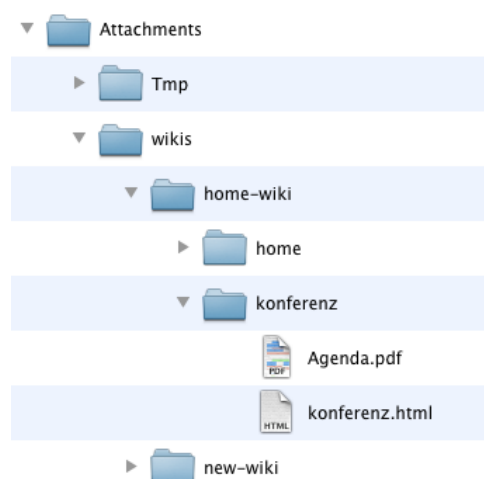 Attachments
Tmp
wikis
home-wiki
home
konferenz
PDF
Agenda.pdf
HTML
konferenz.html
new-wiki